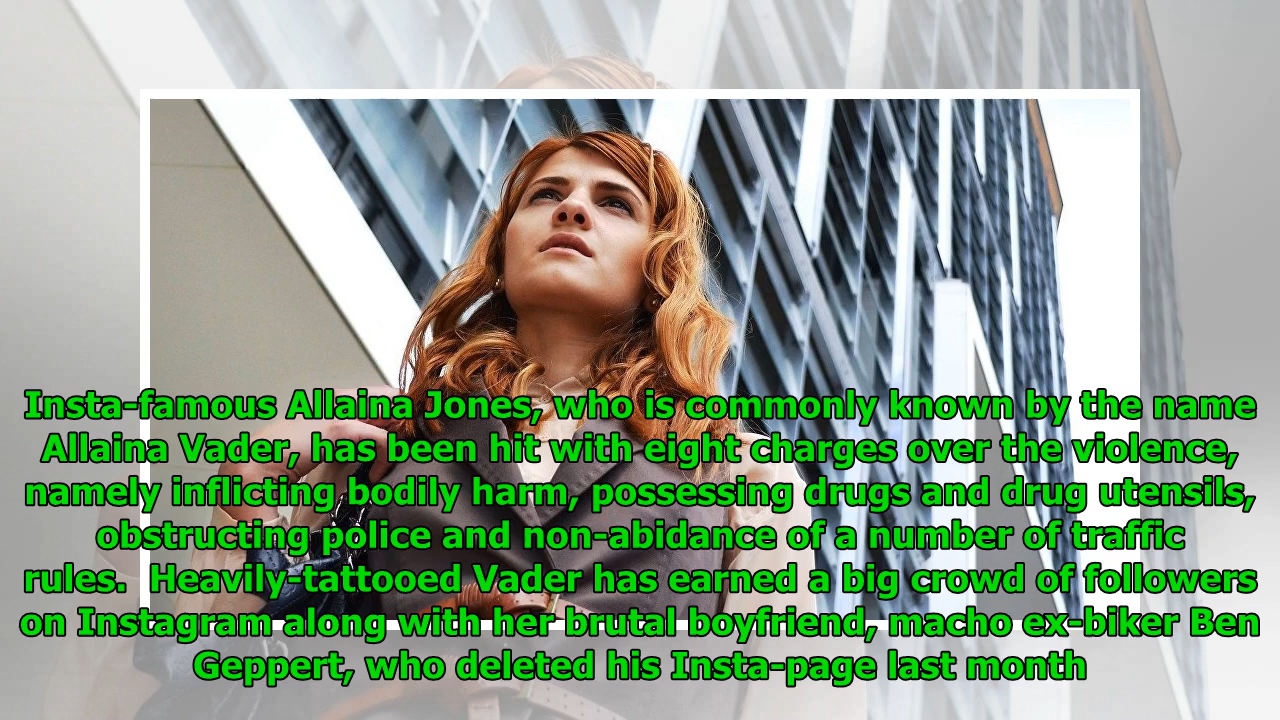 Insta-famous Allaina Jones, who is commonly known by the name
Allaina Vader, has been hit with eight charges over the violence,
namely inflicting bodily harm, possessing drugs and drug utensils,
obstructing police and non-abidance of a number of traffic
rules.  Heavily-tattooed Vader has earned a big crowd of followers
on Instagram along with her brutal boyfriend, macho ex-biker Ben
Geppert, who deleted his Insta-page last month